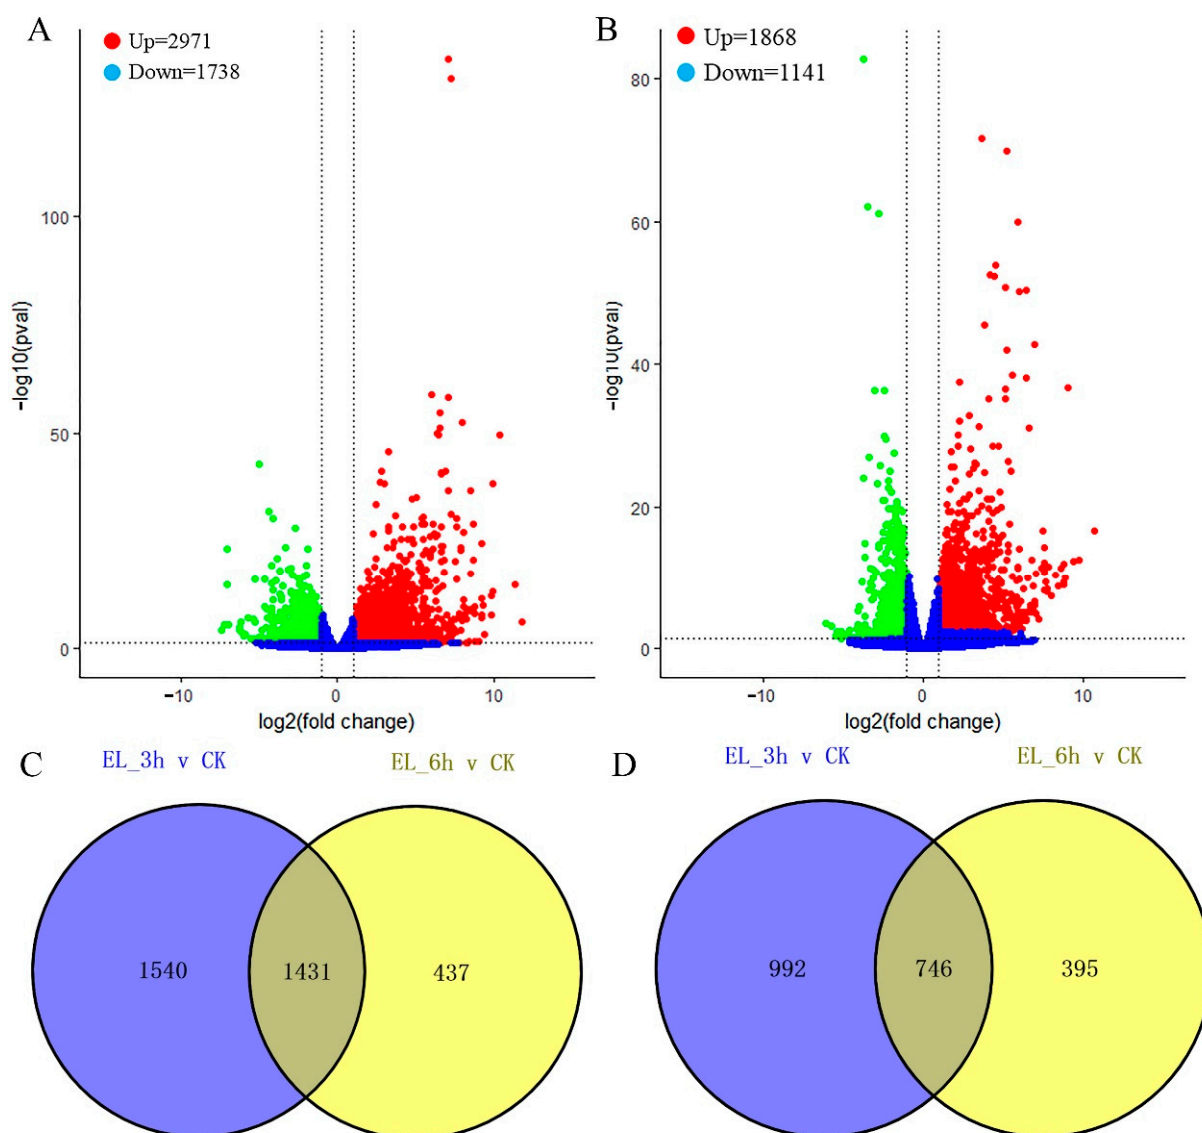 A
Up=2971
Down=1738
100
50
0
−10
0
10
−log10(pval)
log2(fold change)
B
Up=1868
Down=1141
80
60
40
20
0
−10
0
10
−log10(pval)
log2(fold change)
C
EL_3h v CK
EL_6h v CK
1540
1431
437
D
EL_3h v CK
EL_6h v CK
992
746
395